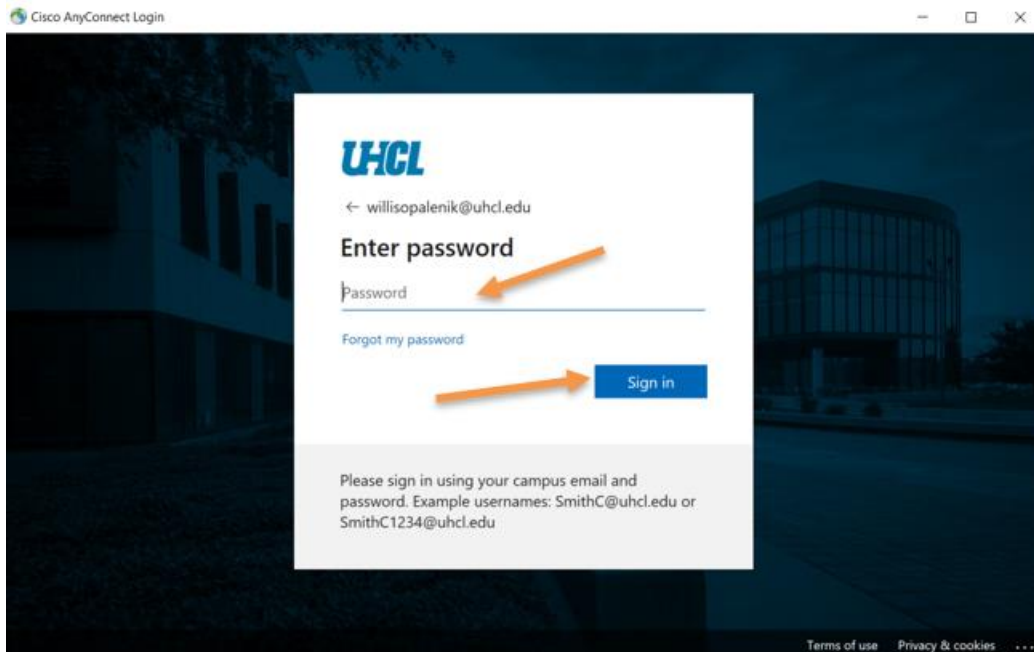 Cisco AnyConnect Login
UHCL
willisopalenik@uhcl.edu
Enter password
Password
Forgot my password
Sign in
Please sign in using your campus email and
password. Example usernames: SmithC@uhcl.edu or
SmithC1234@uhcl.edu
Terms of use Privacy & cookies ...